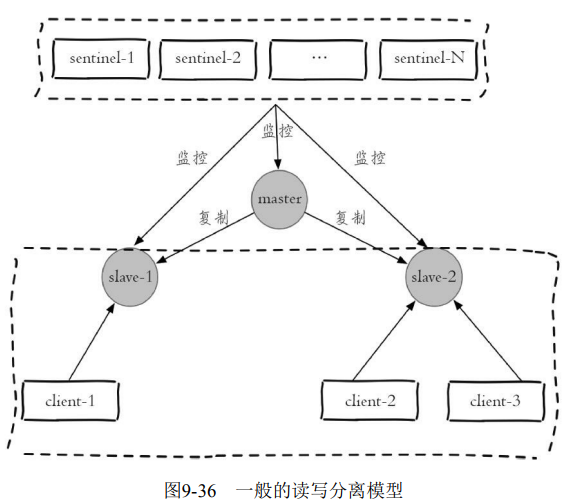 sentinel-1 sentinel-2 … sentinel-N
监控 监控 监控
master
复制 复制
slave-1 slave-2
client-1 client-2 client-3
图9-36 一般的读写分离模型